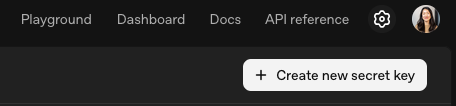 Playground Dashboard Docs API reference
+ Create new secret key